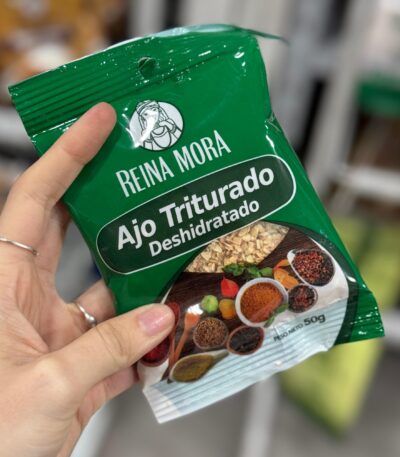 REINA MORA
Ajo Triturado
Deshidratado
PESO NETO 50g